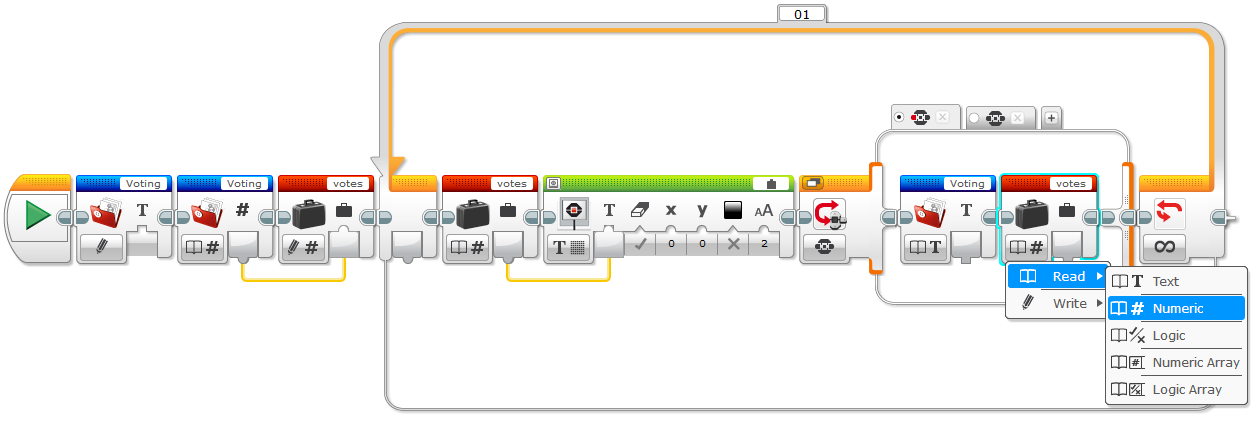 01
Voting
Voting
votes
votes
Voting
votes
T
#
#
#
#
T
T
x
y
AA
0
0
2
T
T
#
∞
Read
Write
T Text
# Numeric
Logic
# Numeric Array
Logic Array